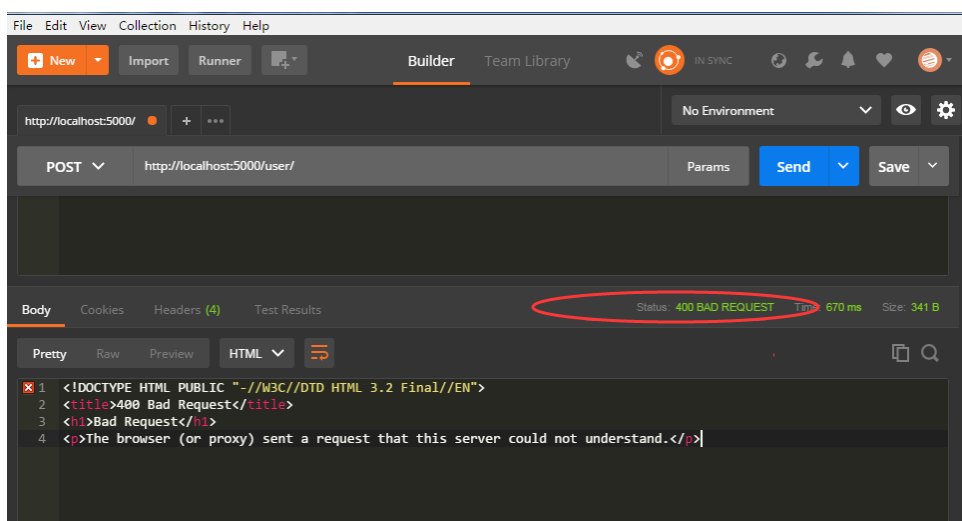 File Edit View Collection History Help
New Import Runner Builder Team Library IN SYNC
http://localhost:5000/ + ••• No Environment
POST http://localhost:5000/user/ Params Send Save
Body Cookies Headers (4) Test Results Status: 400 BAD REQUEST Time: 670 ms Size: 341 B
Pretty Raw Preview HTML
1 <!DOCTYPE HTML PUBLIC "-//W3C//DTD HTML 3.2 Final//EN">
2 <title>400 Bad Request</title>
3 <h1>Bad Request</h1>
4 <p>The browser (or proxy) sent a request that this server could not understand.</p>